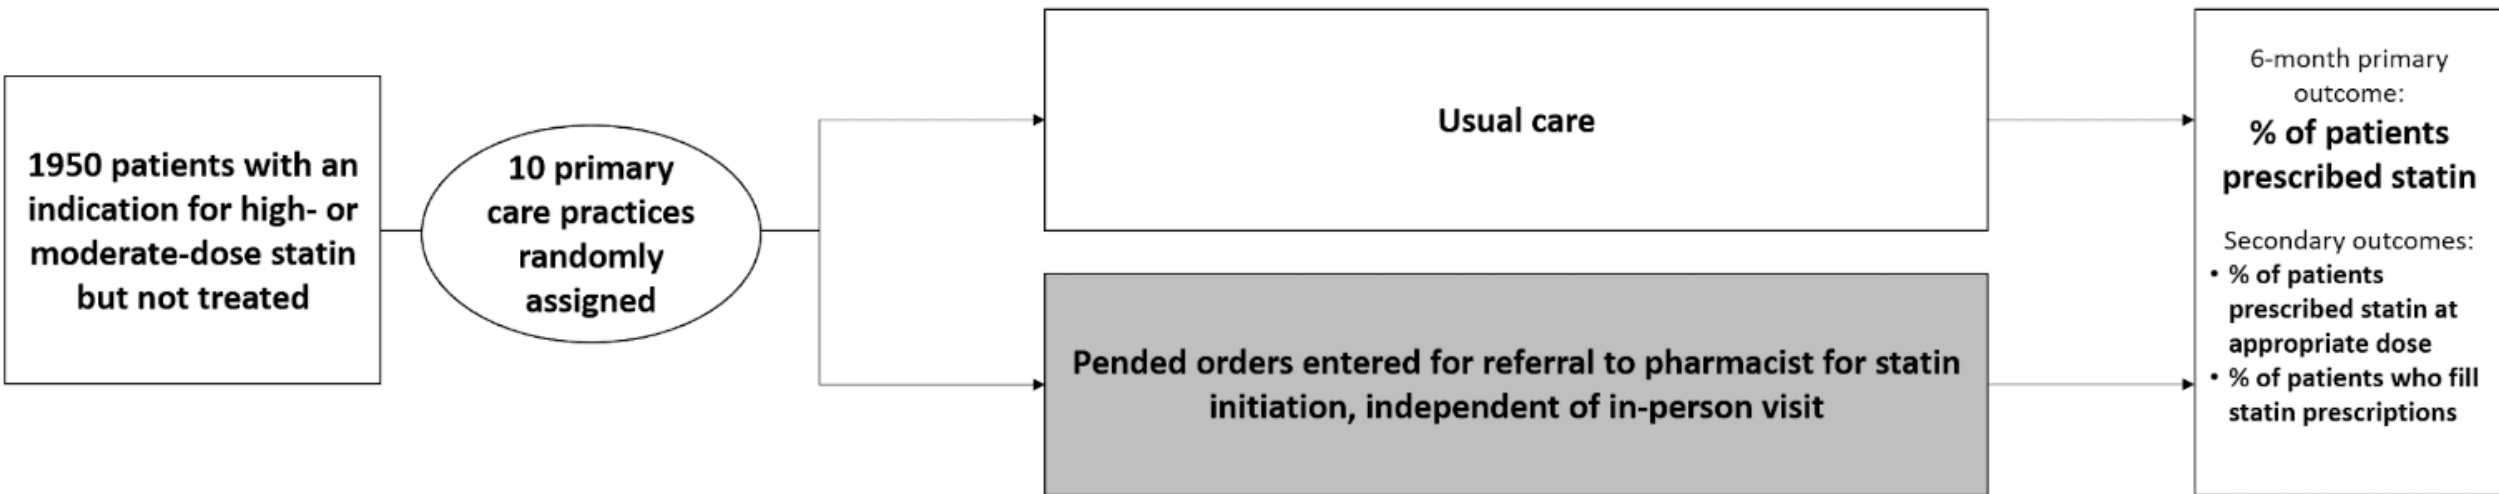 1950 patients with an
indication for high- or
moderate-dose statin
but not treated
10 primary
care practices
randomly
assigned
Usual care
Pended orders entered for referral to pharmacist for statin
initiation, independent of in-person visit
6-month primary
outcome:
% of patients
prescribed statin
Secondary outcomes:
• % of patients
prescribed statin at
appropriate dose
• % of patients who fill
statin prescriptions